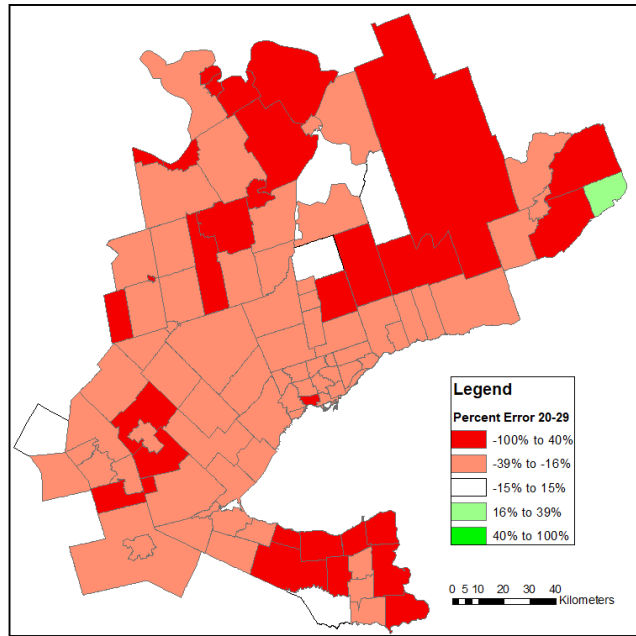 Legend
Percent Error 20-29
-100% to 40%
-39% to -16%
-15% to 15%
16% to 39%
40% to 100%
0 5 10 20 30 40
Kilometers